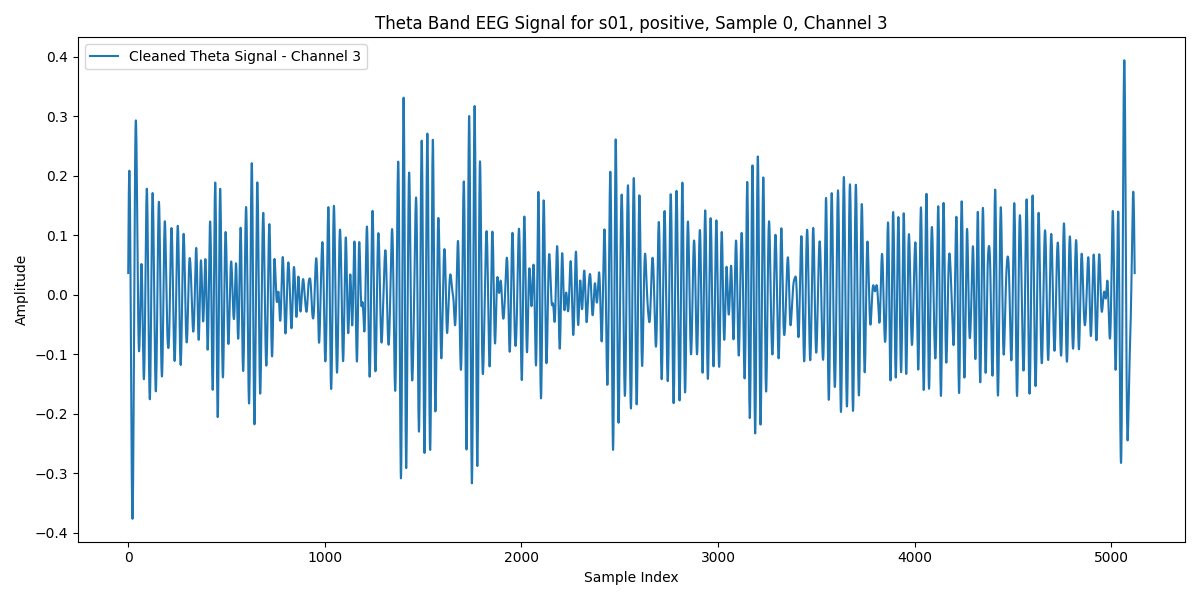 Theta Band EEG Signal for s01, positive, Sample 0, Channel 3
Cleaned Theta Signal - Channel 3
0.4
0.3
0.2
0.1
0.0
−0.1
−0.2
−0.3
−0.4
Amplitude
0 1000 2000 3000 4000 5000
Sample Index